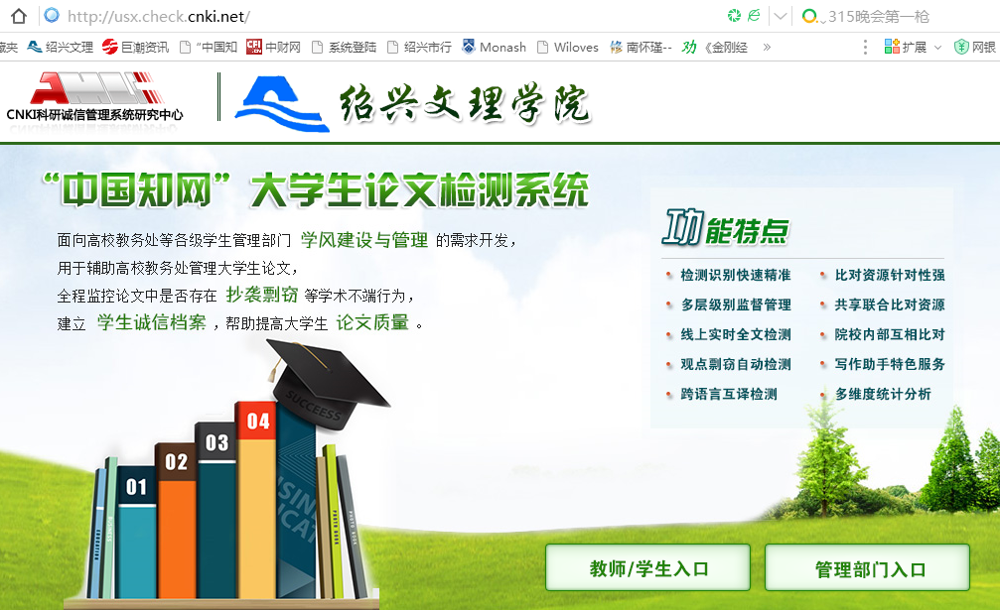 http://usx.check.cnki.net/
315晚会第一枪
藏夹 绍兴文理 巨潮资讯 "中国知 中财网 系统登陆 绍兴市行 Monash Wiloves 南怀瑾-- 《金刚经 » 扩展 网银
CNKI科研诚信管理系统研究中心
绍兴文理学院
“中国知网”大学生论文检测系统
面向高校教务处等各级学生管理部门 学风建设与管理 的需求开发，
用于辅助高校教务处管理大学生论文，
全程监控论文中是否存在 抄袭剽窃 等学术不端行为，
建立 学生诚信档案 ，帮助提高大学生 论文质量 。
功能特点
检测识别快速精准 比对资源针对性强
多层级别监督管理 共享联合比对资源
线上实时全文检测 院校内部互相比对
观点剽窃自动检测 写作助手特色服务
跨语言互译检测 多维度统计分析
SUCCEESS
01 02 03 04
教师/学生入口
管理部门入口